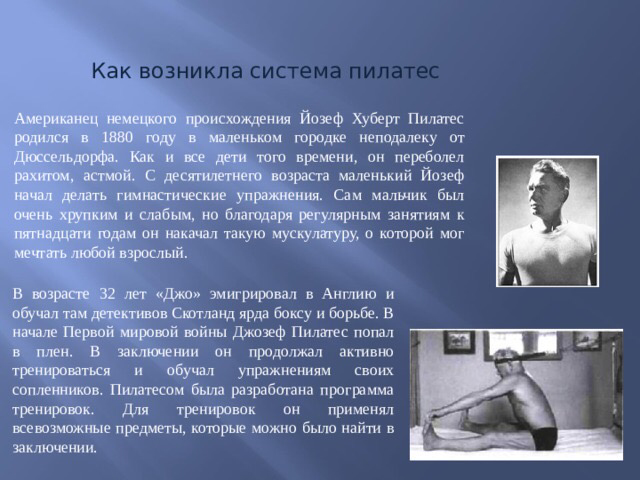 Как возникла система пилатес
Американец немецкого происхождения Йозеф Хуберт Пилатес
родился в 1880 году в маленьком городке неподалеку от
Дюссельдорфа. Как и все дети того времени, он переболел
рахитом, астмой. С десятилетнего возраста маленький Йозеф
начал делать гимнастические упражнения. Сам мальчик был
очень хрупким и слабым, но благодаря регулярным занятиям к
пятнадцати годам он накачал такую мускулатуру, о которой мог
мечтать любой взрослый.
В возрасте 32 лет «Джо» эмигрировал в Англию и
обучал там детективов Скотланд ярда боксу и борьбе. В
начале Первой мировой войны Джозеф Пилатес попал
в плен. В заключении он продолжал активно
тренироваться и обучал упражнениям своих
сопленников. Пилатесом была разработана программа
тренировок. Для тренировок он применял
всевозможные предметы, которые можно было найти в
заключении.